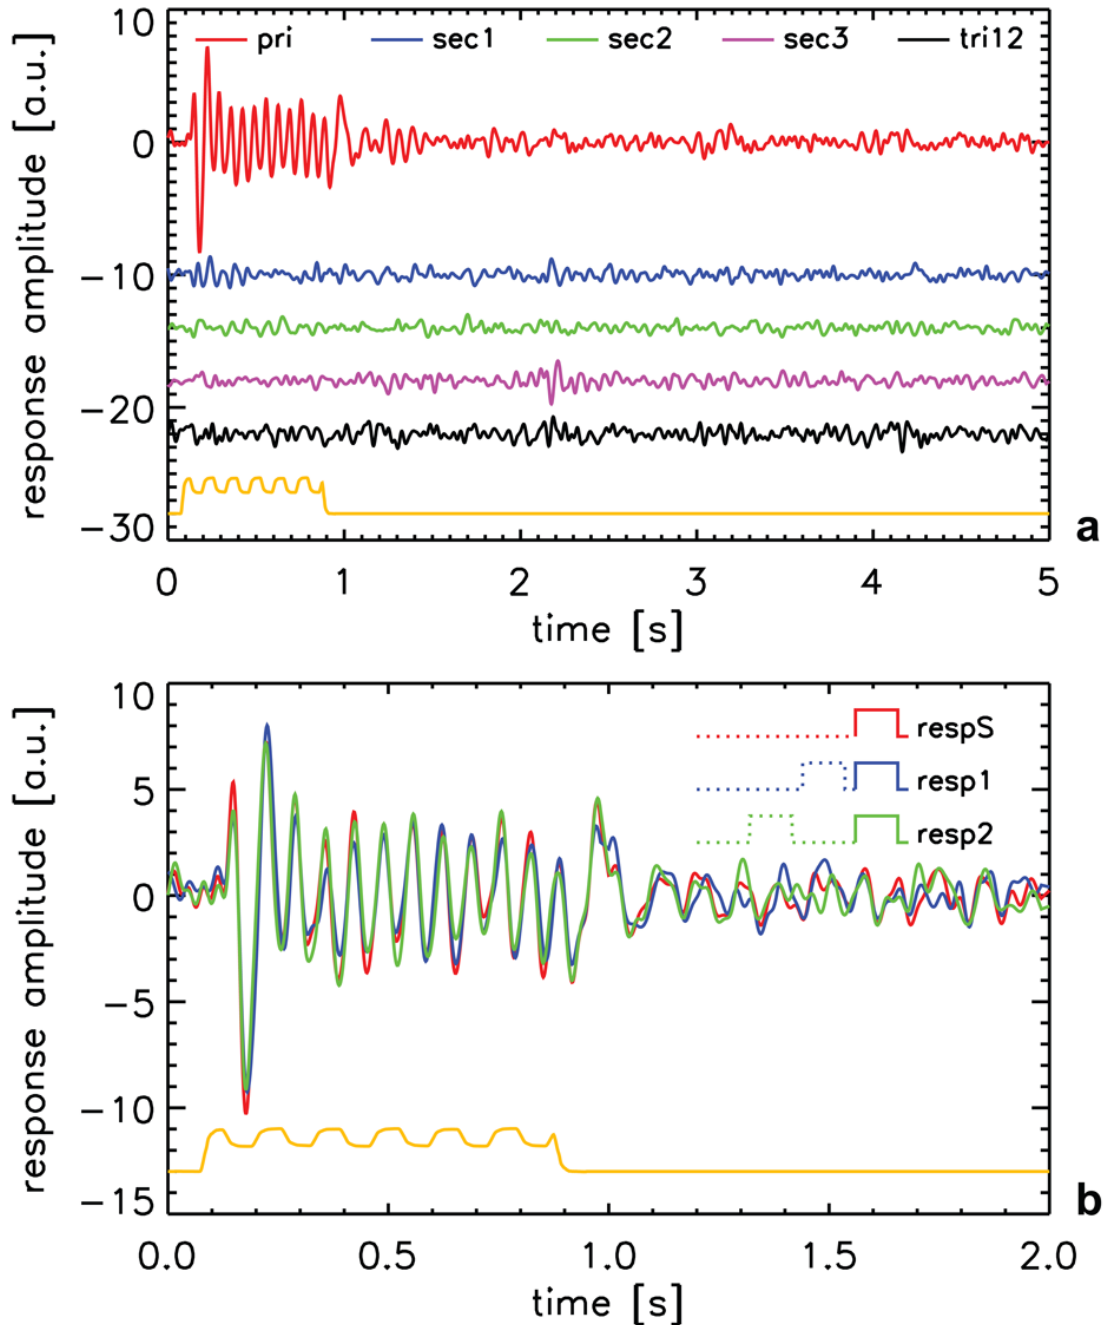 response amplitude [a.u.]
10
0
−10
−20
−30
pri sec1 sec2 sec3 tri12
0 1 2 3 4 5
time [s]
a
response amplitude [a.u.]
10
5
0
−5
−10
−15
respS
resp1
resp2
0.0 0.5 1.0 1.5 2.0
time [s]
b